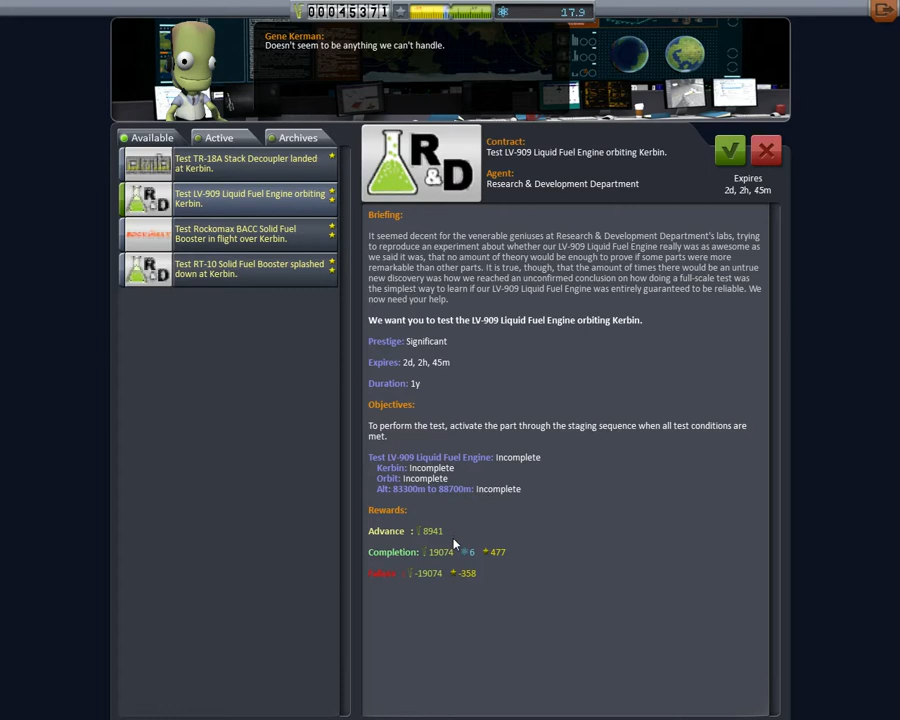 00045371
17.9
Gene Kerman:
Doesn't seem to be anything we can't handle.
Available
Active
Archives
Test TR-18A Stack Decoupler landed
at Kerbin.
R&D
Test LV-909 Liquid Fuel Engine orbiting
Kerbin.
ROCKOMAX
Test Rockomax BACC Solid Fuel
Booster in flight over Kerbin.
R&D
Test RT-10 Solid Fuel Booster splashed
down at Kerbin.
R&D
Contract:
Test LV-909 Liquid Fuel Engine orbiting Kerbin.
Agent:
Research & Development Department
Expires
2d, 2h, 45m
Briefing:
It seemed decent for the venerable geniuses at Research & Development Department's labs, trying
to reproduce an experiment about whether our LV-909 Liquid Fuel Engine really was as awesome as
we said it was, that no amount of theory would be enough to prove if some parts were more
remarkable than other parts. It is true, though, that the amount of times there would be an untrue
new discovery was how we reached an unconfirmed conclusion on how doing a full-scale test was
the simplest way to learn if our LV-909 Liquid Fuel Engine was entirely guaranteed to be reliable. We
now need your help.
We want you to test the LV-909 Liquid Fuel Engine orbiting Kerbin.
Prestige: Significant
Expires: 2d, 2h, 45m
Duration: 1y
Objectives:
To perform the test, activate the part through the staging sequence when all test conditions are
met.
Test LV-909 Liquid Fuel Engine: Incomplete
Kerbin: Incomplete
Orbit: Incomplete
Alt: 83300m to 88700m: Incomplete
Rewards:
Advance : 8941
Completion: 19074 6 477
Failure : -19074 -358